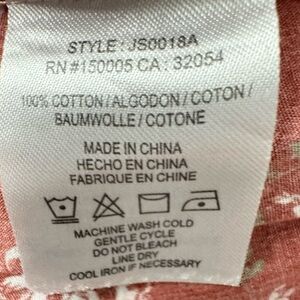 STYLE : JS0018A
RN #150005 CA : 32054
100% COTTON / ALGODON / COTON /
BAUMWOLLE / COTONE
MADE IN CHINA
HECHO EN CHINA
FABRIQUE EN CHINE
MACHINE WASH COLD
GENTLE CYCLE
DO NOT BLEACH
LINE DRY
COOL IRON IF NECESSARY